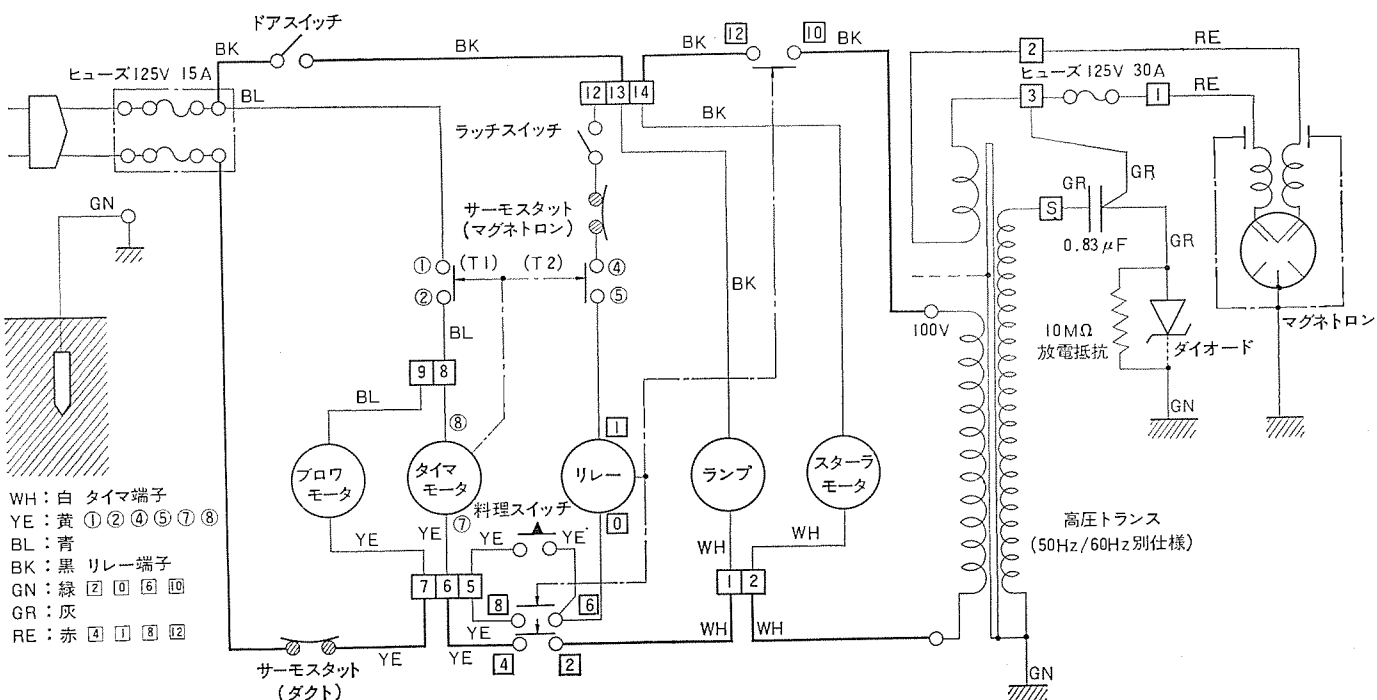 ドアスイッチ
BK
BK
BK
12
10
BK
2
RE
ヒューズ125V 15A
BL
ヒューズ125V 30A
12 13 14
3
1
RE
ラッチスイッチ
BK
GN
サーモスタット
(マグネトロン)
GR
GR
S
0.83μF
GR
① (T1) (T2) ④
② ⑤
BK
BL
100V
マグネトロン
10MΩ
放電抵抗
ダイオード
9 8
BL
⑧
GN
1
ブロワ
モータ
タイマ
モータ
リレー
ランプ
スターラ
モータ
WH：白 タイマ端子
YE：黄 ①②④⑤⑦⑧
BL：青
BK：黒 リレー端子
GN：緑 2 0 6 10
GR：灰
RE：赤 4 1 8 12
⑦
料理スイッチ
0
YE
YE
YE
YE
WH
WH
高圧トランス
(50Hz/60Hz別仕様)
7 6 5
1 2
8
6
YE
WH
WH
YE
YE
4
2
サーモスタット
(ダクト)
GN